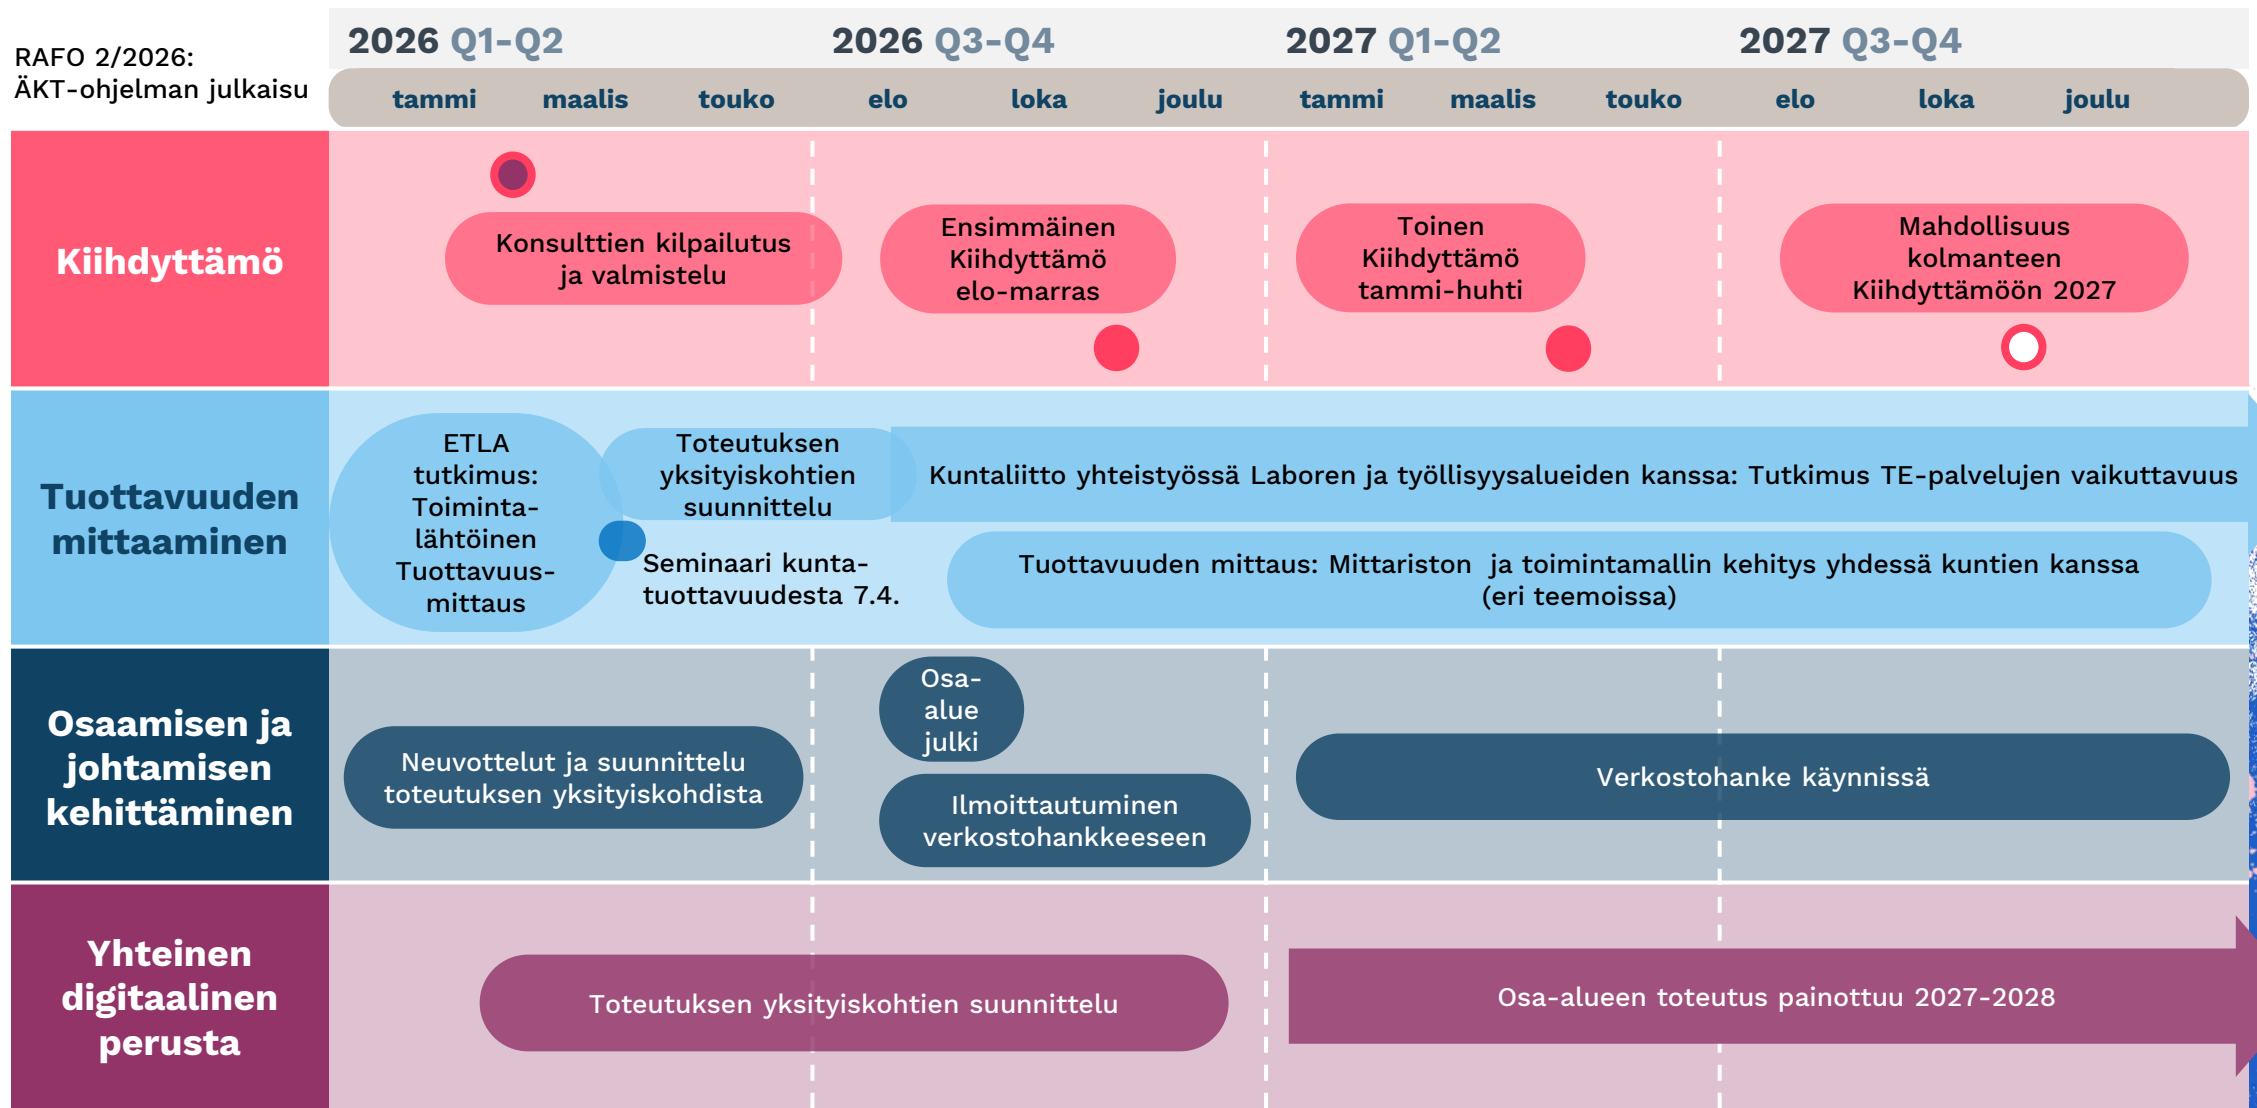 RAFO 2/2026:
ÄKT-ohjelman julkaisu
2026 Q1-Q2
2026 Q3-Q4
2027 Q1-Q2
2027 Q3-Q4
tammi
maalis
touko
elo
loka
joulu
tammi
maalis
touko
elo
loka
joulu
Kiihdyttämö
Konsulttien kilpailutus
ja valmistelu
Ensimmäinen
Kiihdyttämö
elo-marras
Toinen
Kiihdyttämö
tammi-huhti
Mahdollisuus
kolmanteen
Kiihdyttämöön 2027
Tuottavuuden
mittaaminen
ETLA
tutkimus:
Toiminta-
lähtöinen
Tuottavuus-
mittaus
Toteutuksen
yksityiskohtien
suunnittelu
Seminaari kunta-
tuottavuudesta 7.4.
Kuntaliitto yhteistyössä Laboren ja työllisyysalueiden kanssa: Tutkimus TE-palvelujen vaikuttavuus
Tuottavuuden mittaus: Mittariston  ja toimintamallin kehitys yhdessä kuntien kanssa
(eri teemoissa)
Osaamisen ja
johtamisen
kehittäminen
Neuvottelut ja suunnittelu
toteutuksen yksityiskohdista
Osa-
alue
julki
Ilmoittautuminen
verkostohankkeeseen
Verkostohanke käynnissä
Yhteinen
digitaalinen
perusta
Toteutuksen yksityiskohtien suunnittelu
Osa-alueen toteutus painottuu 2027-2028